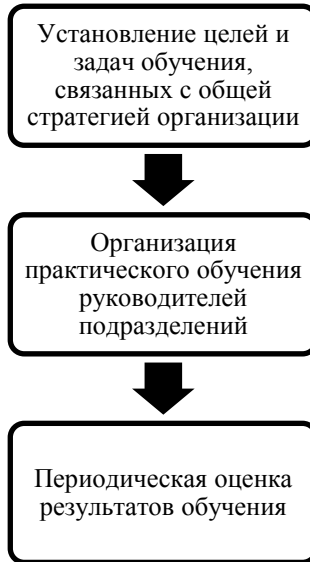 Установление целей и
задач обучения,
связанных с общей
стратегией организации
Организация
практического обучения
руководителей
подразделений
Периодическая оценка
результатов обучения